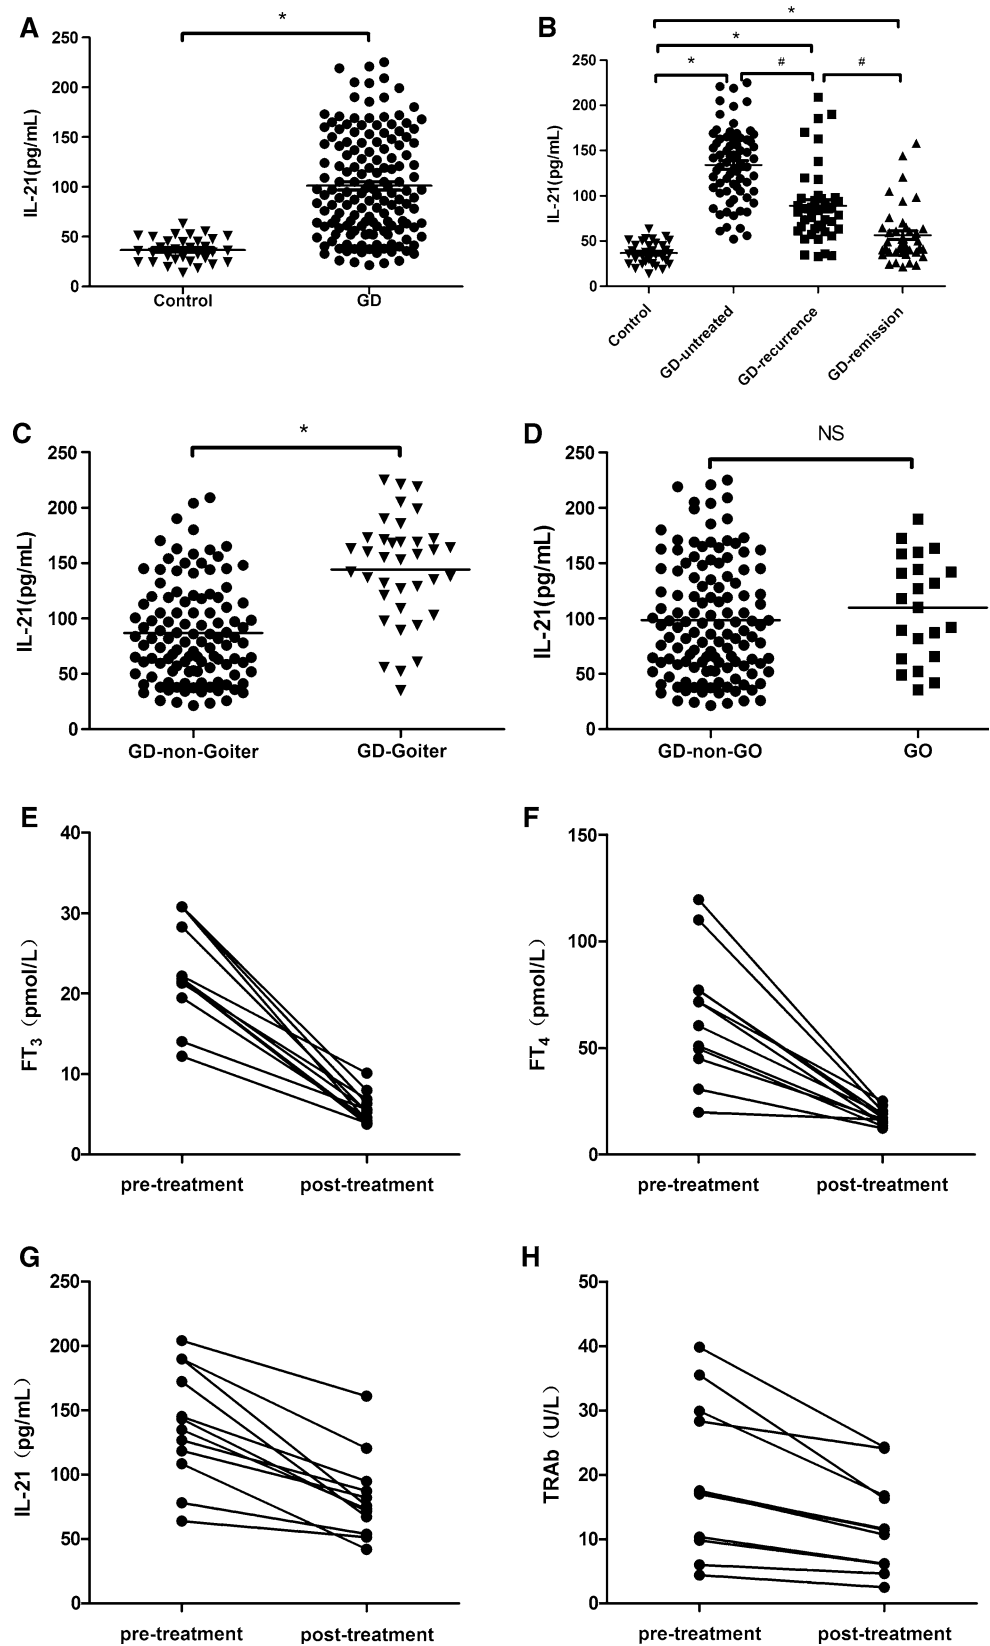 A
*
250
200
150
100
50
0
IL-21(pg/mL)
Control
GD
B
*
*
*
#
#
250
200
150
100
50
0
IL-21(pg/mL)
Control
GD-untreated
GD-recurrence
GD-remission
C
*
250
200
150
100
50
0
IL-21(pg/mL)
GD-non-Goiter
GD-Goiter
D
NS
250
200
150
100
50
0
IL-21(pg/mL)
GD-non-GO
GO
E
40
30
20
10
0
FT3（pmol/L）
pre-treatment
post-treatment
F
150
100
50
0
FT4（pmol/L）
pre-treatment
post-treatment
G
250
200
150
100
50
0
IL-21（pg/mL）
pre-treatment
post-treatment
H
50
40
30
20
10
0
TRAb（U/L）
pre-treatment
post-treatment